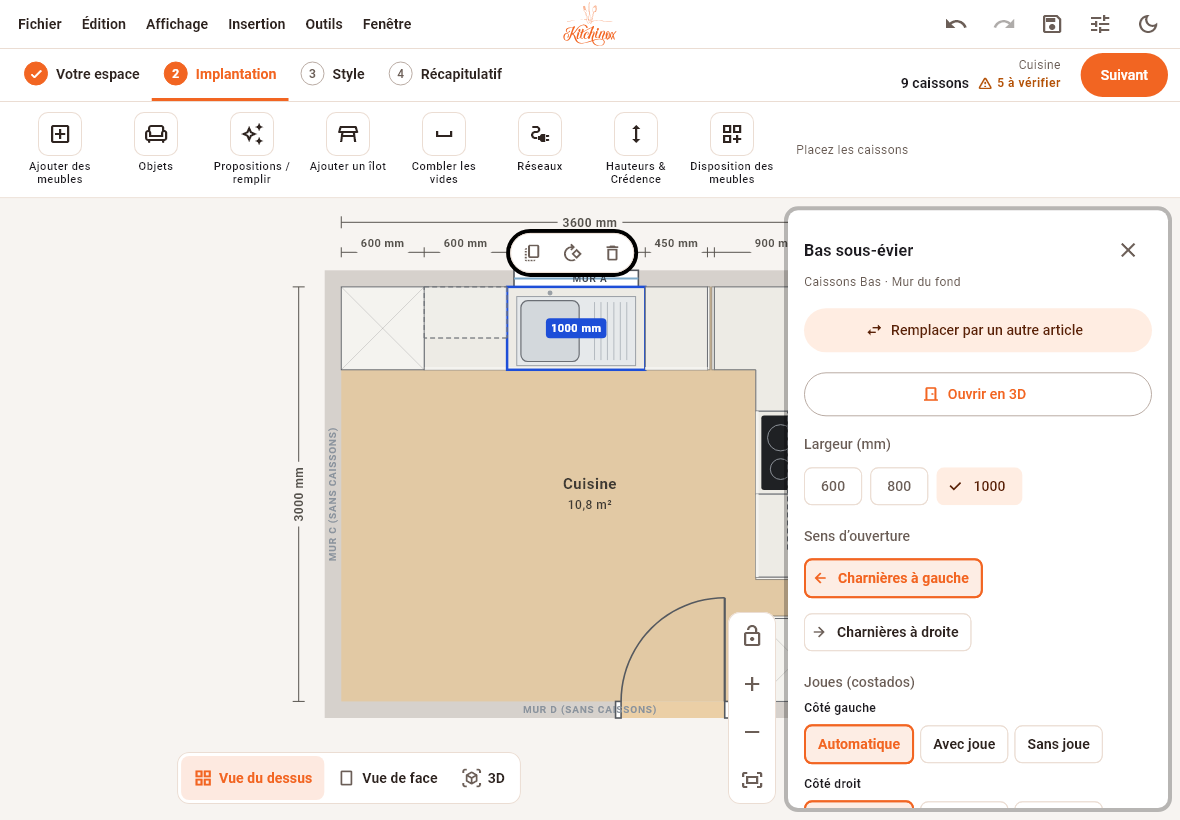 Fichier Édition Affichage Insertion Outils Fenêtre
Kitchinox
Votre espace 2 Implantation 3 Style 4 Récapitulatif
Cuisine
9 caissons 5 à vérifier
Suivant
Ajouter des
meubles
Objets
Propositions /
remplir
Ajouter un îlot
Combler les
vides
Réseaux
Hauteurs &
Crédence
Disposition des
meubles
Placez les caissons
3600 mm
600 mm 600 mm 450 mm 900 m
MUR A
1000 mm
3000 mm
MUR C (SANS CAISSONS)
Cuisine
10,8 m²
MUR D (SANS CAISSONS)
Vue du dessus Vue de face 3D
Bas sous-évier
Caissons Bas · Mur du fond
Remplacer par un autre article
Ouvrir en 3D
Largeur (mm)
600 800 1000
Sens d’ouverture
Charnières à gauche
Charnières à droite
Joues (costados)
Côté gauche
Automatique Avec joue Sans joue
Côté droit